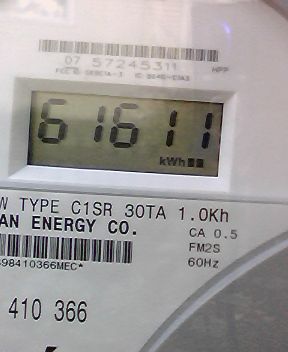 07 57245311
61611
kWh
W TYPE C1SR 30TA 1.0Kh
AN ENERGY CO.
CA 0.5
FM2S
98410366MEC*
60Hz
410 366